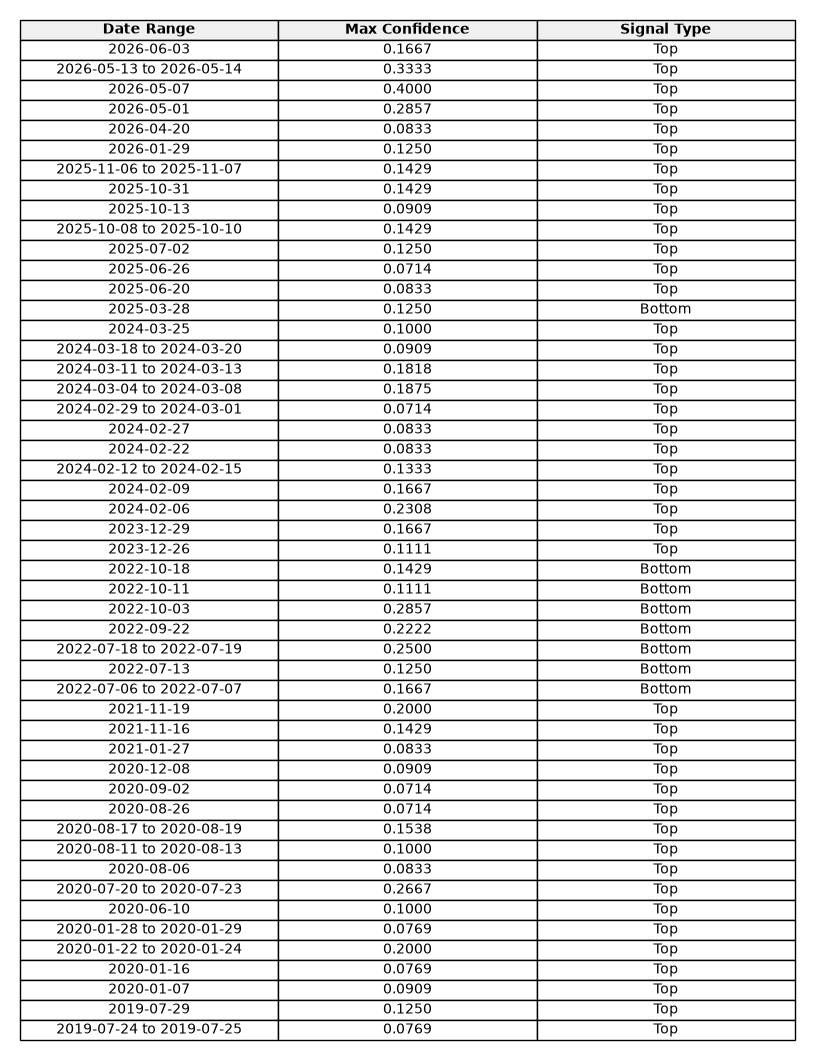 Date Range Max Confidence Signal Type
2026-06-03 0.1667 Top
2026-05-13 to 2026-05-14 0.3333 Top
2026-05-07 0.4000 Top
2026-05-01 0.2857 Top
2026-04-20 0.0833 Top
2026-01-29 0.1250 Top
2025-11-06 to 2025-11-07 0.1429 Top
2025-10-31 0.1429 Top
2025-10-13 0.0909 Top
2025-10-08 to 2025-10-10 0.1429 Top
2025-07-02 0.1250 Top
2025-06-26 0.0714 Top
2025-06-20 0.0833 Top
2025-03-28 0.1250 Bottom
2024-03-25 0.1000 Top
2024-03-18 to 2024-03-20 0.0909 Top
2024-03-11 to 2024-03-13 0.1818 Top
2024-03-04 to 2024-03-08 0.1875 Top
2024-02-29 to 2024-03-01 0.0714 Top
2024-02-27 0.0833 Top
2024-02-22 0.0833 Top
2024-02-12 to 2024-02-15 0.1333 Top
2024-02-09 0.1667 Top
2024-02-06 0.2308 Top
2023-12-29 0.1667 Top
2023-12-26 0.1111 Top
2022-10-18 0.1429 Bottom
2022-10-11 0.1111 Bottom
2022-10-03 0.2857 Bottom
2022-09-22 0.2222 Bottom
2022-07-18 to 2022-07-19 0.2500 Bottom
2022-07-13 0.1250 Bottom
2022-07-06 to 2022-07-07 0.1667 Bottom
2021-11-19 0.2000 Top
2021-11-16 0.1429 Top
2021-01-27 0.0833 Top
2020-12-08 0.0909 Top
2020-09-02 0.0714 Top
2020-08-26 0.0714 Top
2020-08-17 to 2020-08-19 0.1538 Top
2020-08-11 to 2020-08-13 0.1000 Top
2020-08-06 0.0833 Top
2020-07-20 to 2020-07-23 0.2667 Top
2020-06-10 0.1000 Top
2020-01-28 to 2020-01-29 0.0769 Top
2020-01-22 to 2020-01-24 0.2000 Top
2020-01-16 0.0769 Top
2020-01-07 0.0909 Top
2019-07-29 0.1250 Top
2019-07-24 to 2019-07-25 0.0769 Top